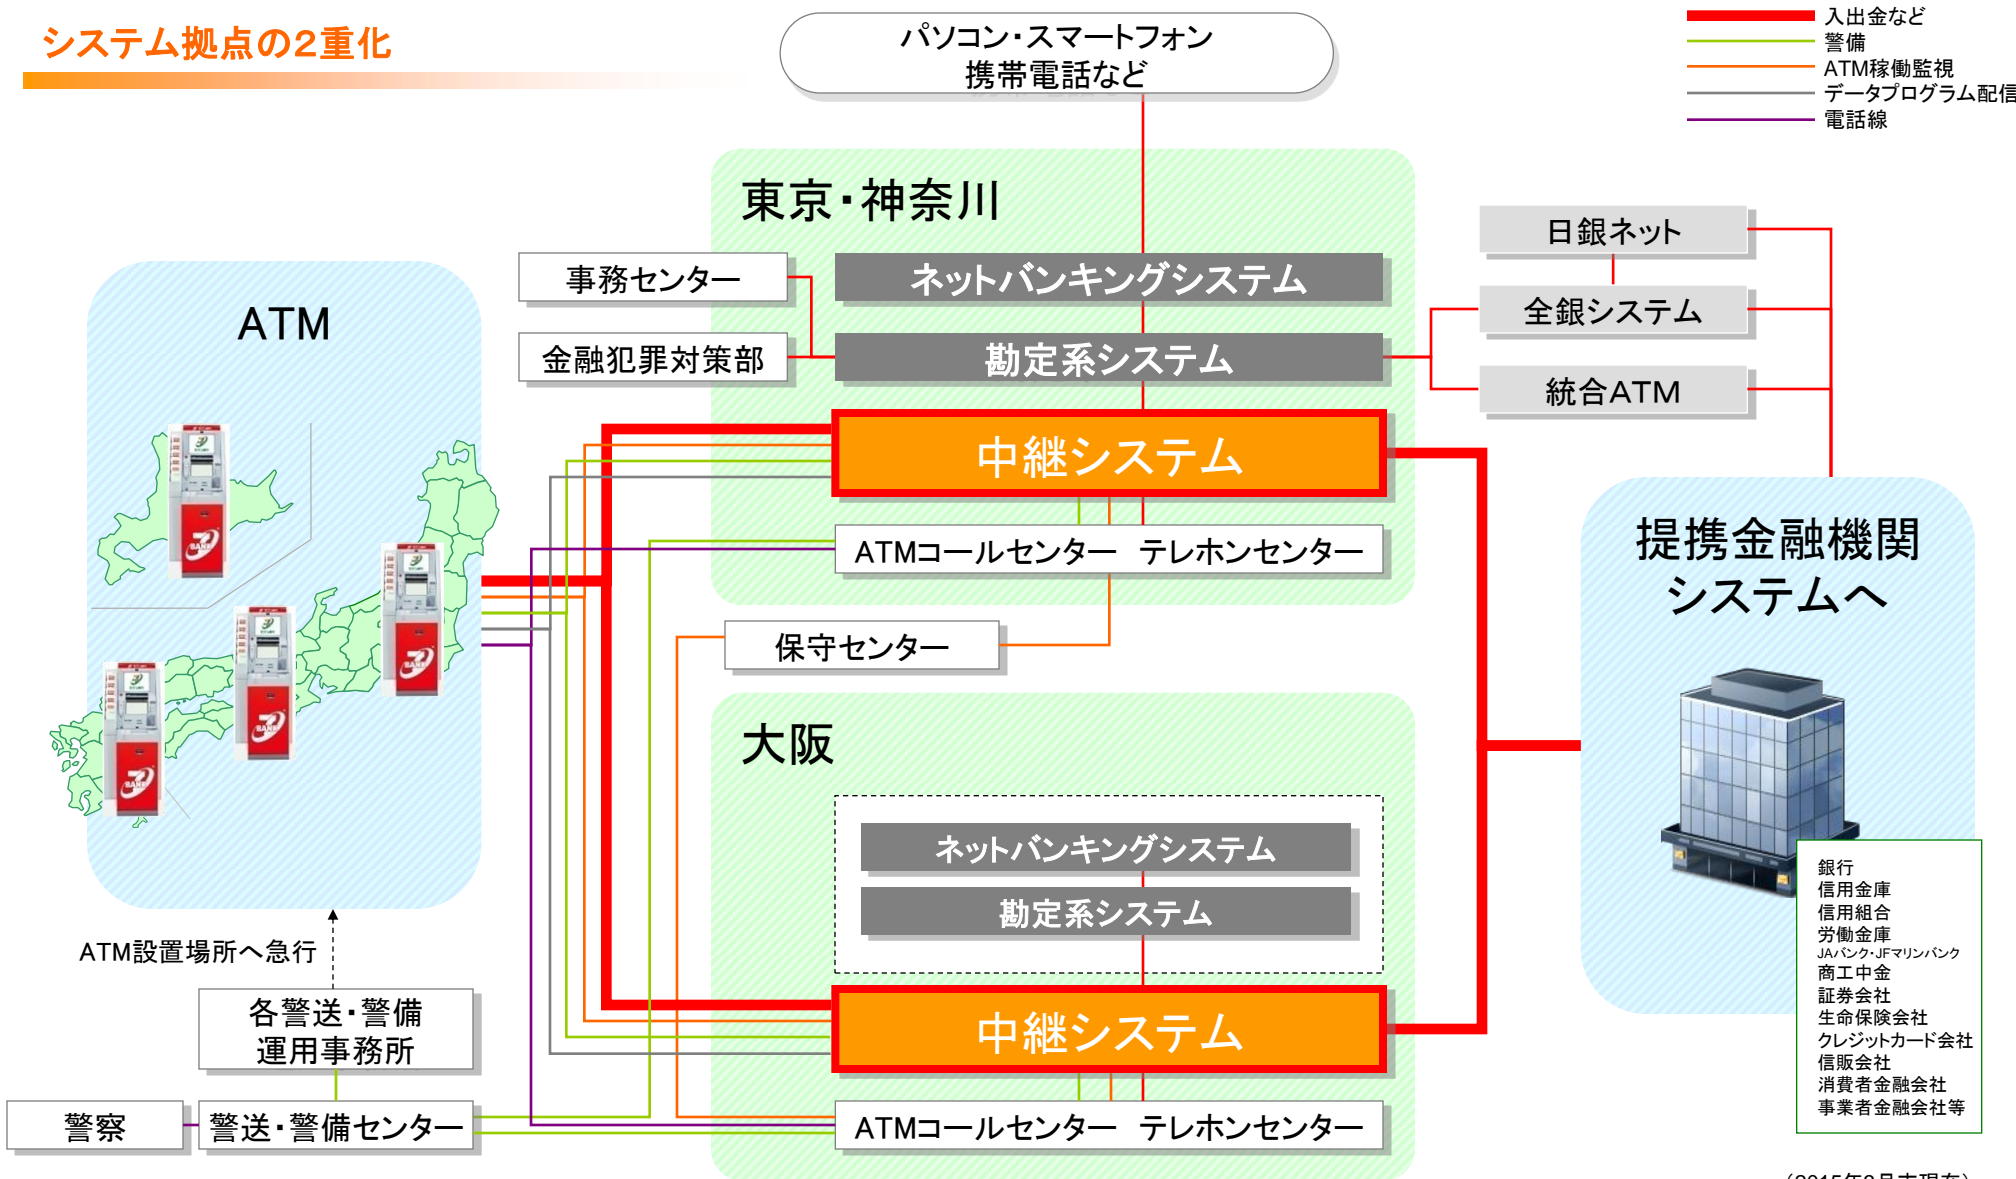 システム拠点の2重化
パソコン・スマートフォン
携帯電話など
入出金など
警備
ATM稼働監視
データプログラム配信
電話線
東京・神奈川
事務センター
ネットバンキングシステム
金融犯罪対策部
勘定系システム
中継システム
ATMコールセンター テレホンセンター
日銀ネット
全銀システム
統合ATM
ATM
保守センター
提携金融機関
システムへ
大阪
ネットバンキングシステム
勘定系システム
中継システム
ATMコールセンター テレホンセンター
ATM設置場所へ急行
各警送・警備
運用事務所
警察
警送・警備センター
銀行
信用金庫
信用組合
労働金庫
JAバンク・JFマリンバンク
商工中金
証券会社
生命保険会社
クレジットカード会社
信販会社
消費者金融会社
事業者金融会社等